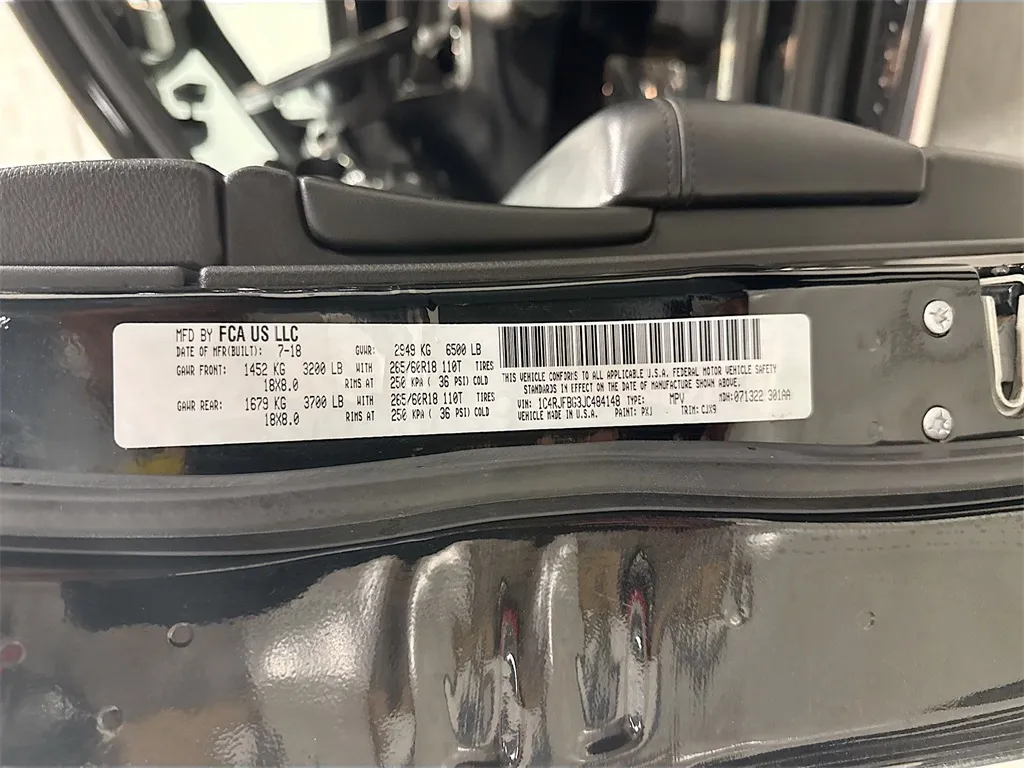 MFD BY FCA US LLC
DATE OF MFR(BUILT): 7-18 GVWR: 2949 KG 6500 LB
GAWR FRONT: 1452 KG 3200 LB WITH 265/60R18 110T TIRES
18X8.0 RIMS AT 250 KPA ( 36 PSI) COLD
GAWR REAR: 1679 KG 3700 LB WITH 265/60R18 110T TIRES
18X8.0 RIMS AT 250 KPA ( 36 PSI) COLD
THIS VEHICLE CONFORMS TO ALL APPLICABLE U.S.A. FEDERAL MOTOR VEHICLE SAFETY
STANDARDS IN EFFECT ON THE DATE OF MANUFACTURE SHOWN ABOVE.
VIN: 1C4RJFBG3JC484148 TYPE: MPV MDH: 071322 301AA
VEHICLE MADE IN U.S.A. PAINT: PXJ TRIM: CJX9